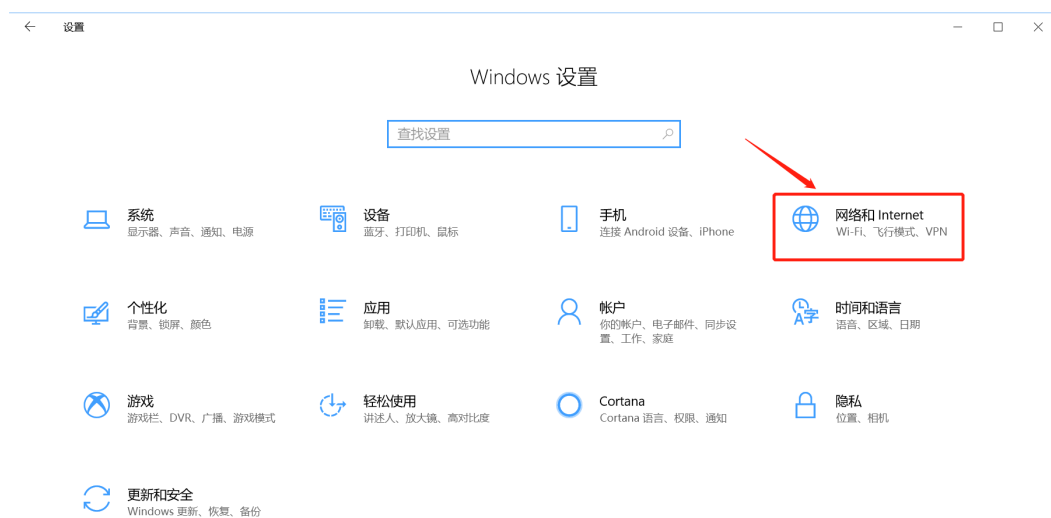 设置
Windows 设置
查找设置
系统
显示器、声音、通知、电源
设备
蓝牙、打印机、鼠标
手机
连接 Android 设备、iPhone
网络和 Internet
Wi-Fi、飞行模式、VPN
个性化
背景、锁屏、颜色
应用
卸载、默认应用、可选功能
帐户
你的帐户、电子邮件、同步设
置、工作、家庭
时间和语言
语音、区域、日期
游戏
游戏栏、DVR、广播、游戏模式
轻松使用
讲述人、放大镜、高对比度
Cortana
Cortana 语言、权限、通知
隐私
位置、相机
更新和安全
Windows 更新、恢复、备份